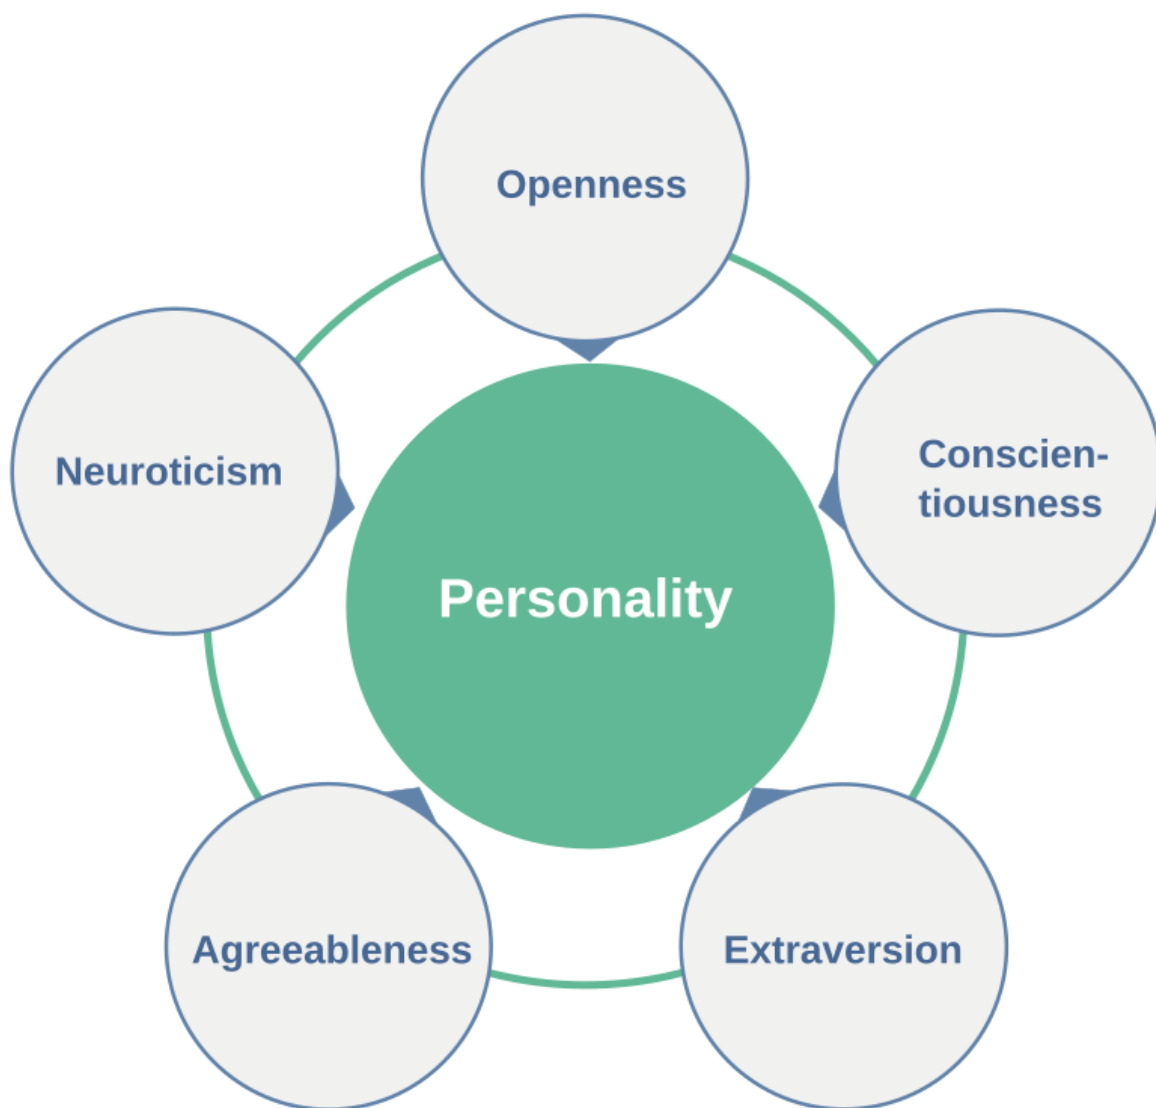 Openness
Conscien-
tiousness
Extraversion
Agreeableness
Neuroticism
Personality